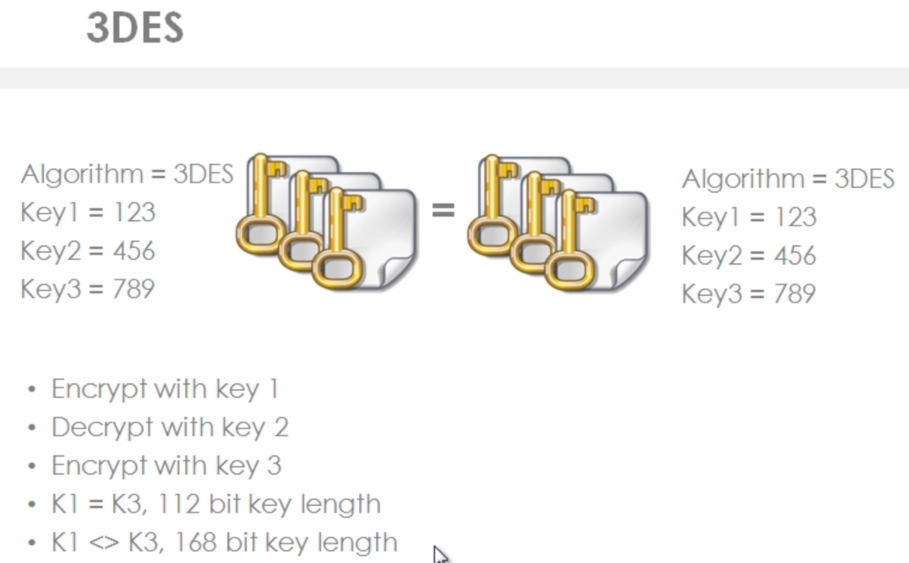 3DES
Algorithm = 3DES
Key1 = 123
Key2 = 456
Key3 = 789
=
Algorithm = 3DES
Key1 = 123
Key2 = 456
Key3 = 789
• Encrypt with key 1
• Decrypt with key 2
• Encrypt with key 3
• K1 = K3, 112 bit key length
• K1 <> K3, 168 bit key length